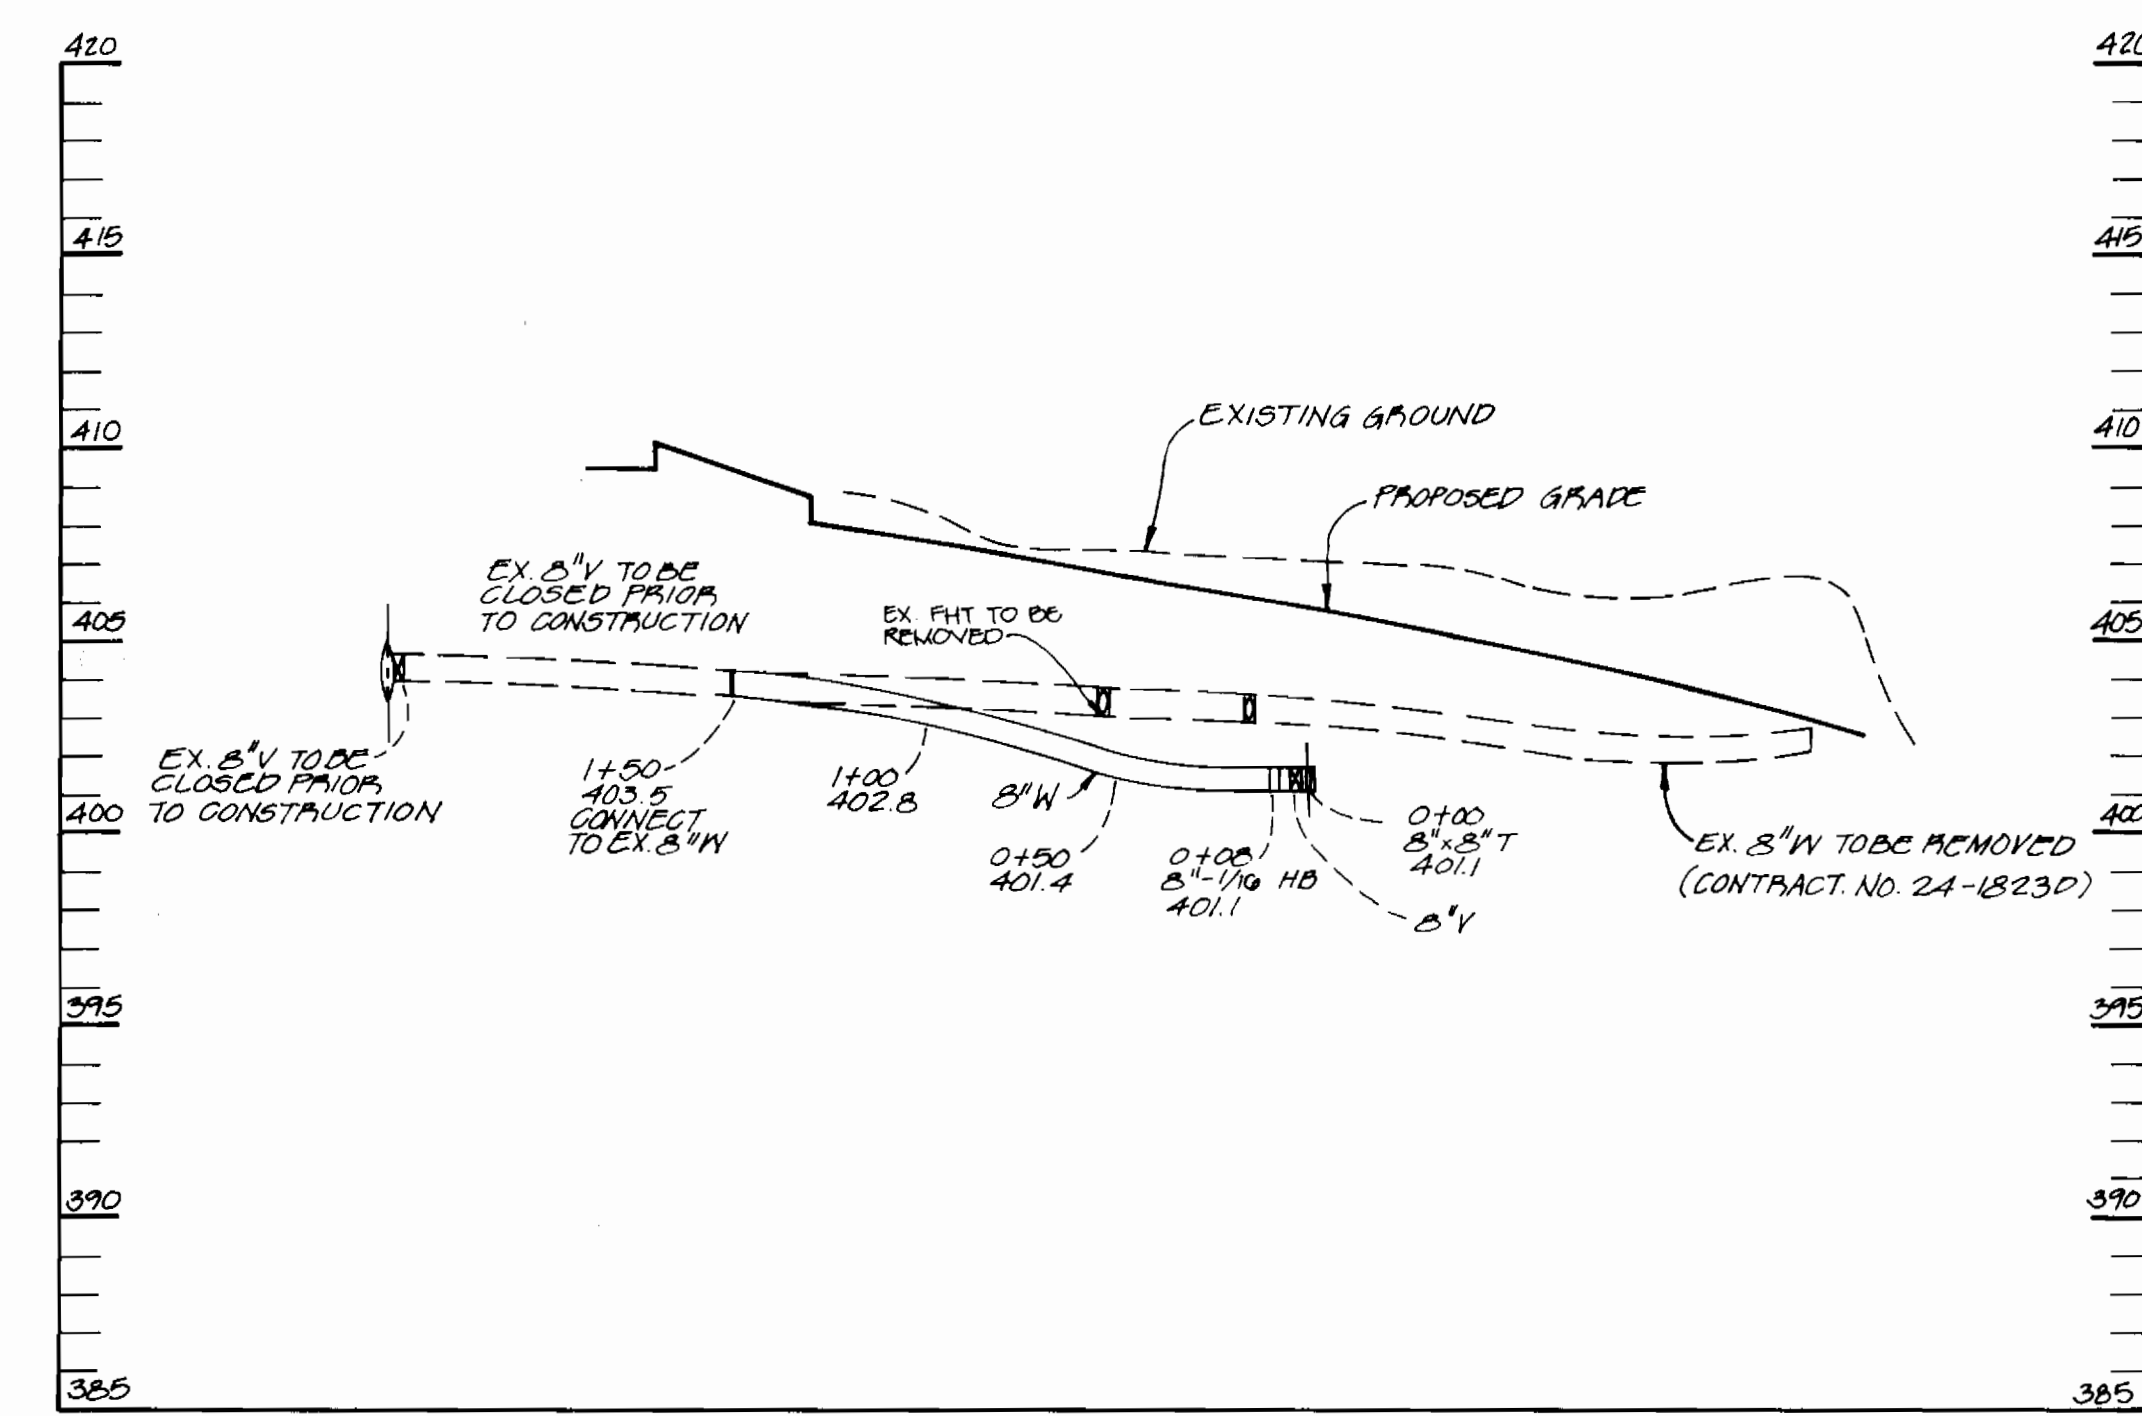 420
420
415
415
EXISTING GROUND
410
410
PROPOSED GRADE
EX. 8"V TO BE
CLOSED PRIOR
TO CONSTRUCTION
EX. FHT TO BE
REMOVED
405
405
EX. 8"V TO BE
CLOSED PRIOR
TO CONSTRUCTION
1+50
403.5
CONNECT
TO EX. 8"W
1+00
402.8
8"W
0+50
401.4
0+08
8"-1/16 HB
401.1
0+00
8"x8" T
401.1
8"V
400
400
EX. 8"W TO BE REMOVED
(CONTRACT. NO. 24-1823D)
395
395
390
390
385
385